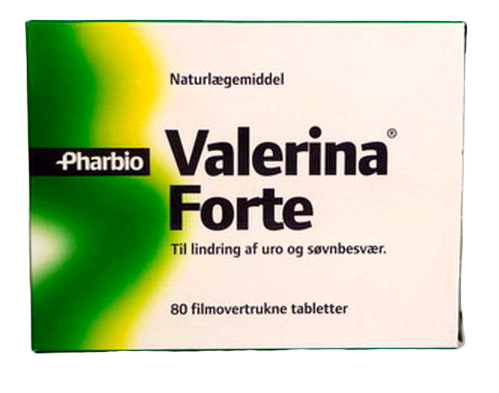 Naturlægemiddel
Pharbio
Valerina®
Forte
Til lindring af uro og søvnbesvær.
80 filmovertrukne tabletter